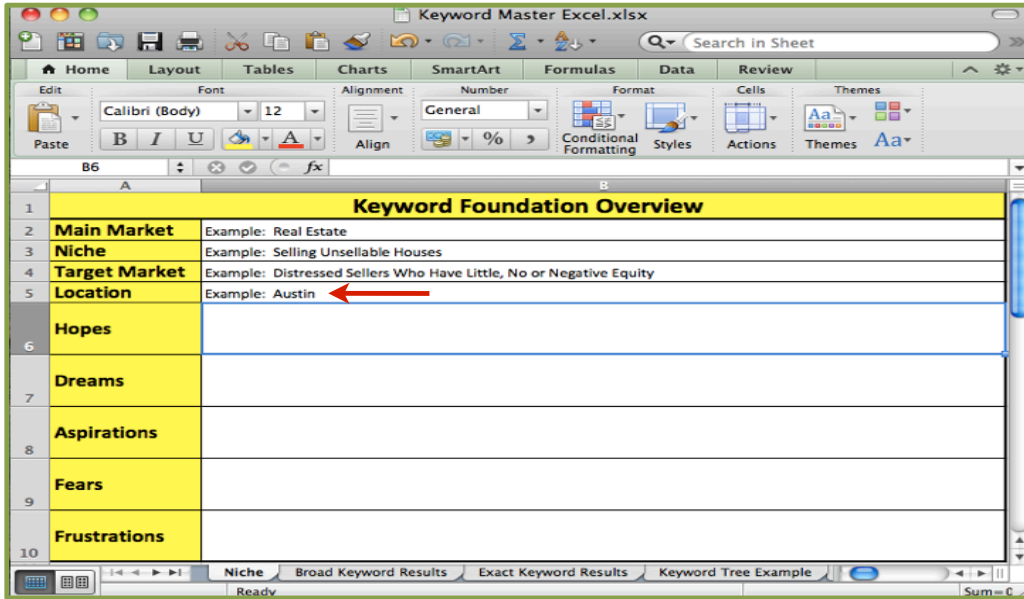 Keyword Master Excel.xlsx
Search in Sheet
Home Layout Tables Charts SmartArt Formulas Data Review
Edit Font Alignment Number Format Cells Themes
Calibri (Body) 12 General
Paste B I U A Align % Conditional Formatting Styles Actions Themes Aa
B6 fx
A B
1 Keyword Foundation Overview
2 Main Market Example: Real Estate
3 Niche Example: Selling Unsellable Houses
4 Target Market Example: Distressed Sellers Who Have Little, No or Negative Equity
5 Location Example: Austin
6 Hopes
7 Dreams
8 Aspirations
9 Fears
10 Frustrations
Niche Broad Keyword Results Exact Keyword Results Keyword Tree Example
Ready Sum=0